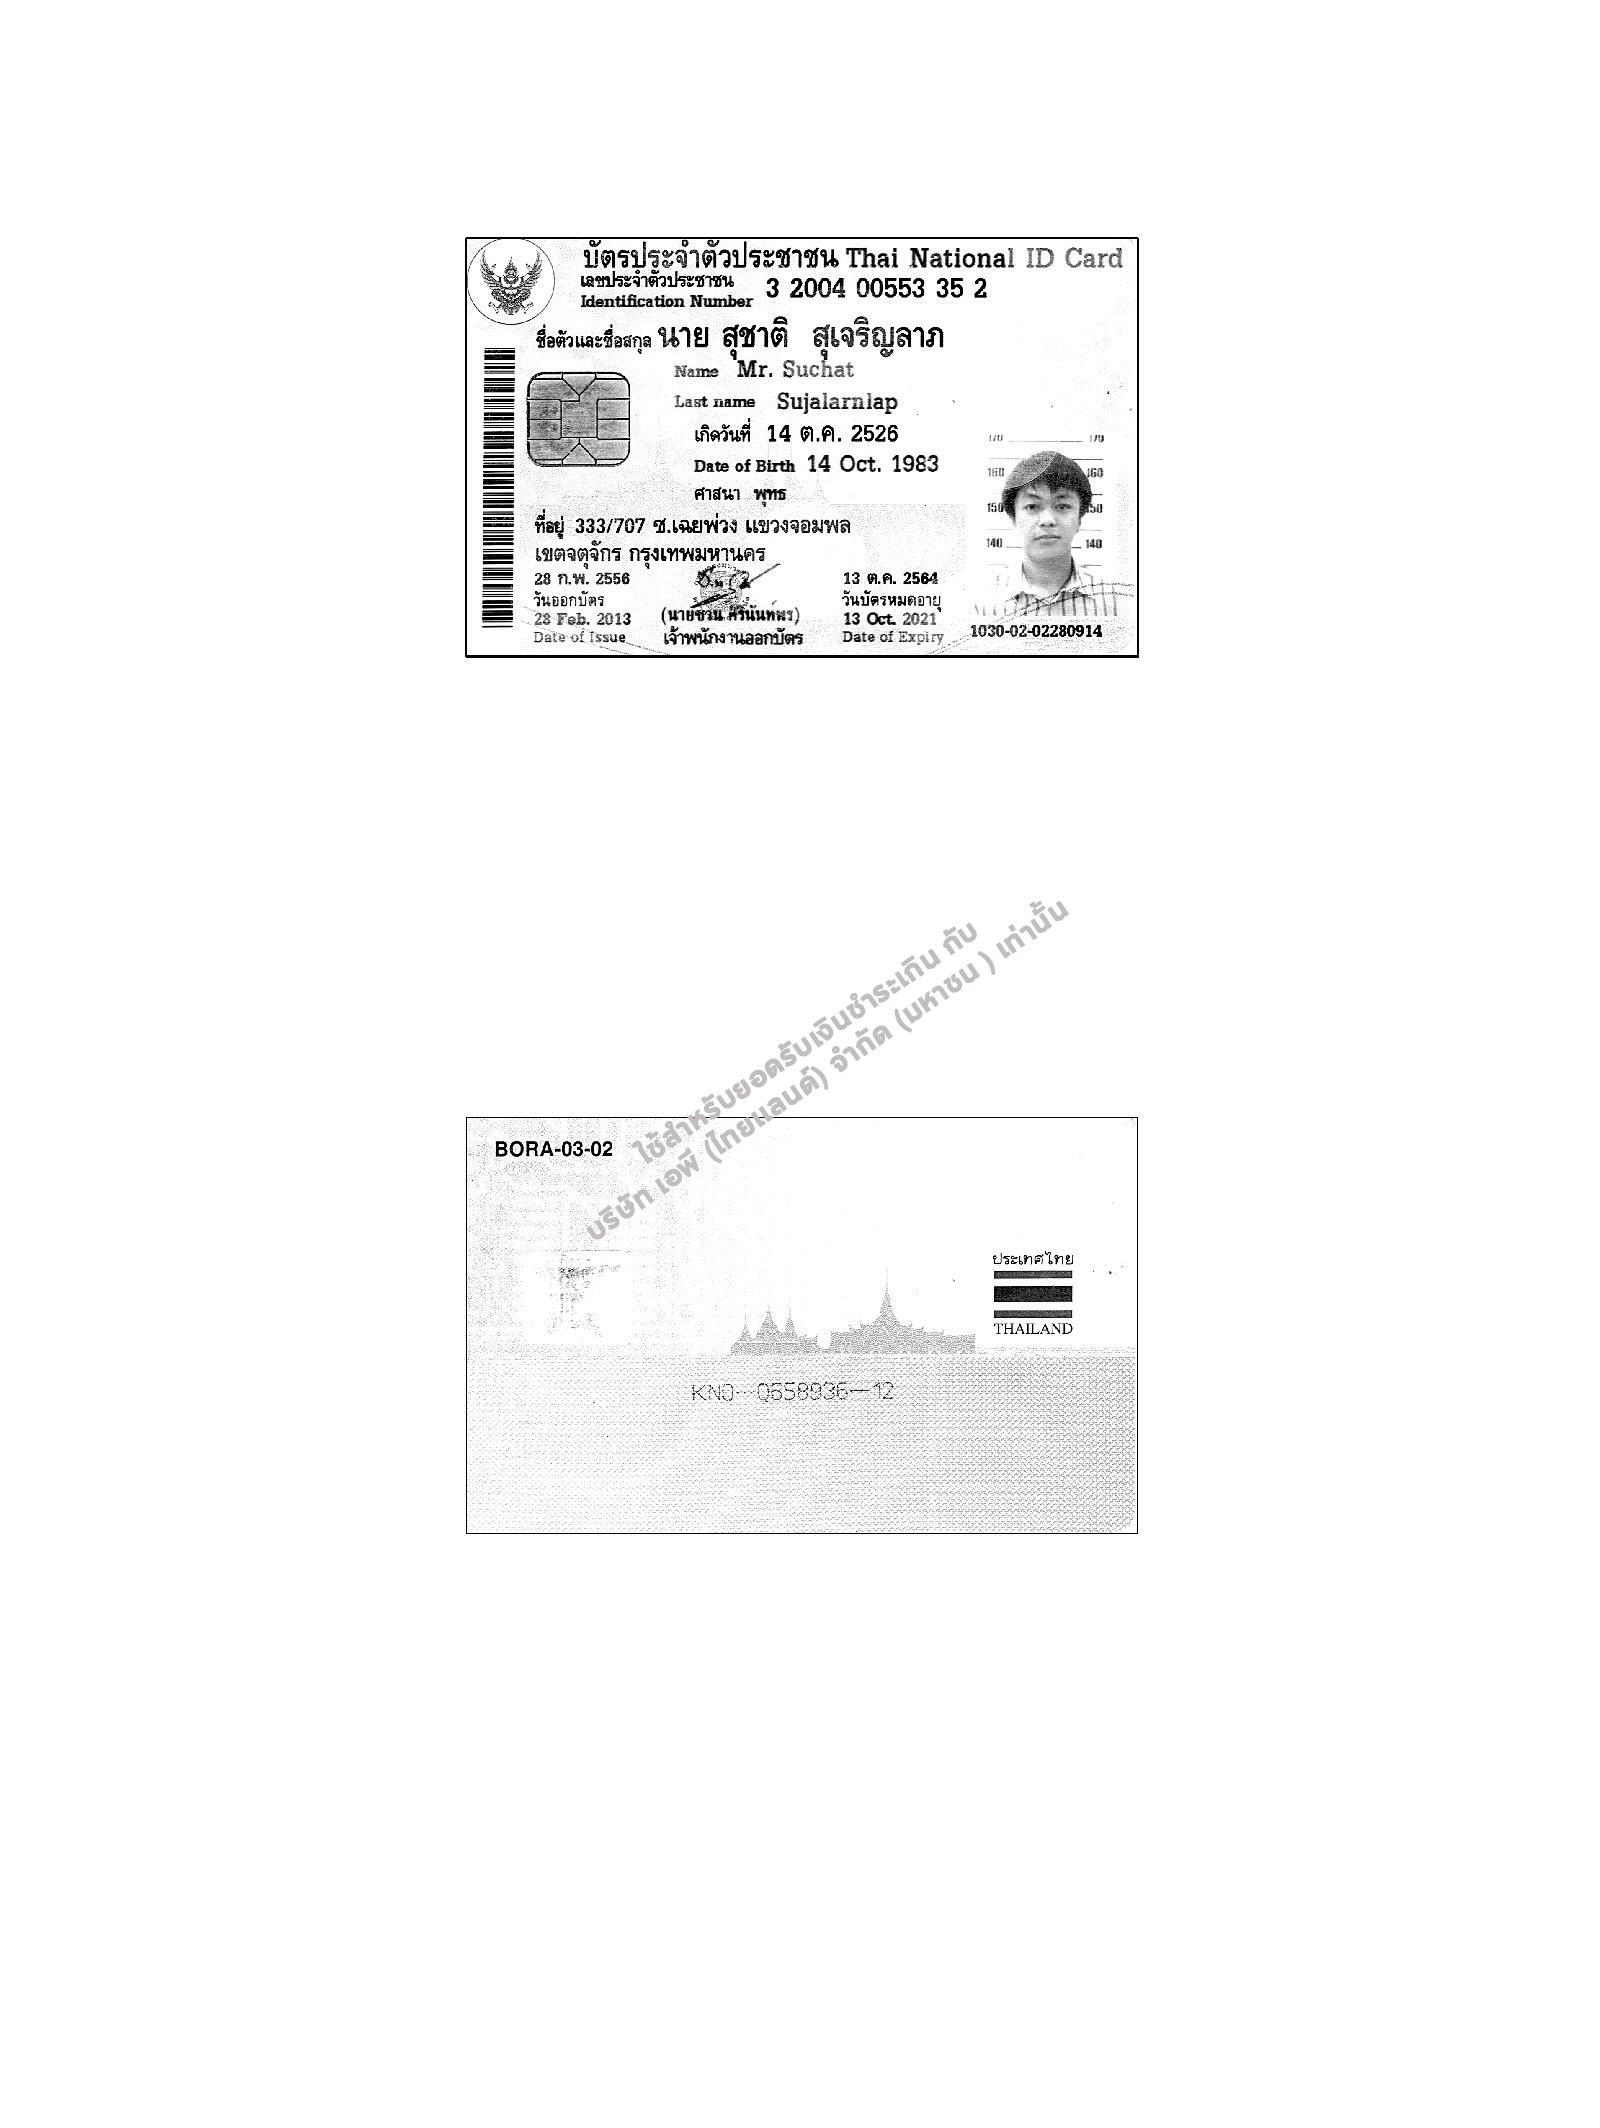 บัตรประจำตัวประชาชน Thai National ID Card
เลขประจำตัวประชาชน
Identification Number 3 2004 00553 35 2
ชื่อตัวและชื่อสกุล นาย สุชาติ สุเจริญลาภ
Name Mr. Suchat
Last name Sujalarnlap
เกิดวันที่ 14 ต.ค. 2526
Date of Birth 14 Oct. 1983
ศาสนา พุทธ
ที่อยู่ 333/707 ซ.เฉยพ่วง แขวงจอมพล
เขตจตุจักร กรุงเทพมหานคร
28 ก.พ. 2556
วันออกบัตร
28 Feb. 2013
Date of Issue
(นายชวน ศิรินันท์พร)
เจ้าพนักงานออกบัตร
13 ต.ค. 2564
วันบัตรหมดอายุ
13 Oct. 2021
Date of Expiry
170 170
160 160
150 150
140 140
1030-02-02280914
ใช้สำหรับยอดรับเงินชำระเกิน กับ
บริษัท เอพี (ไทยแลนด์) จำกัด (มหาชน ) เท่านั้น
BORA-03-02
ประเทศไทย
THAILAND